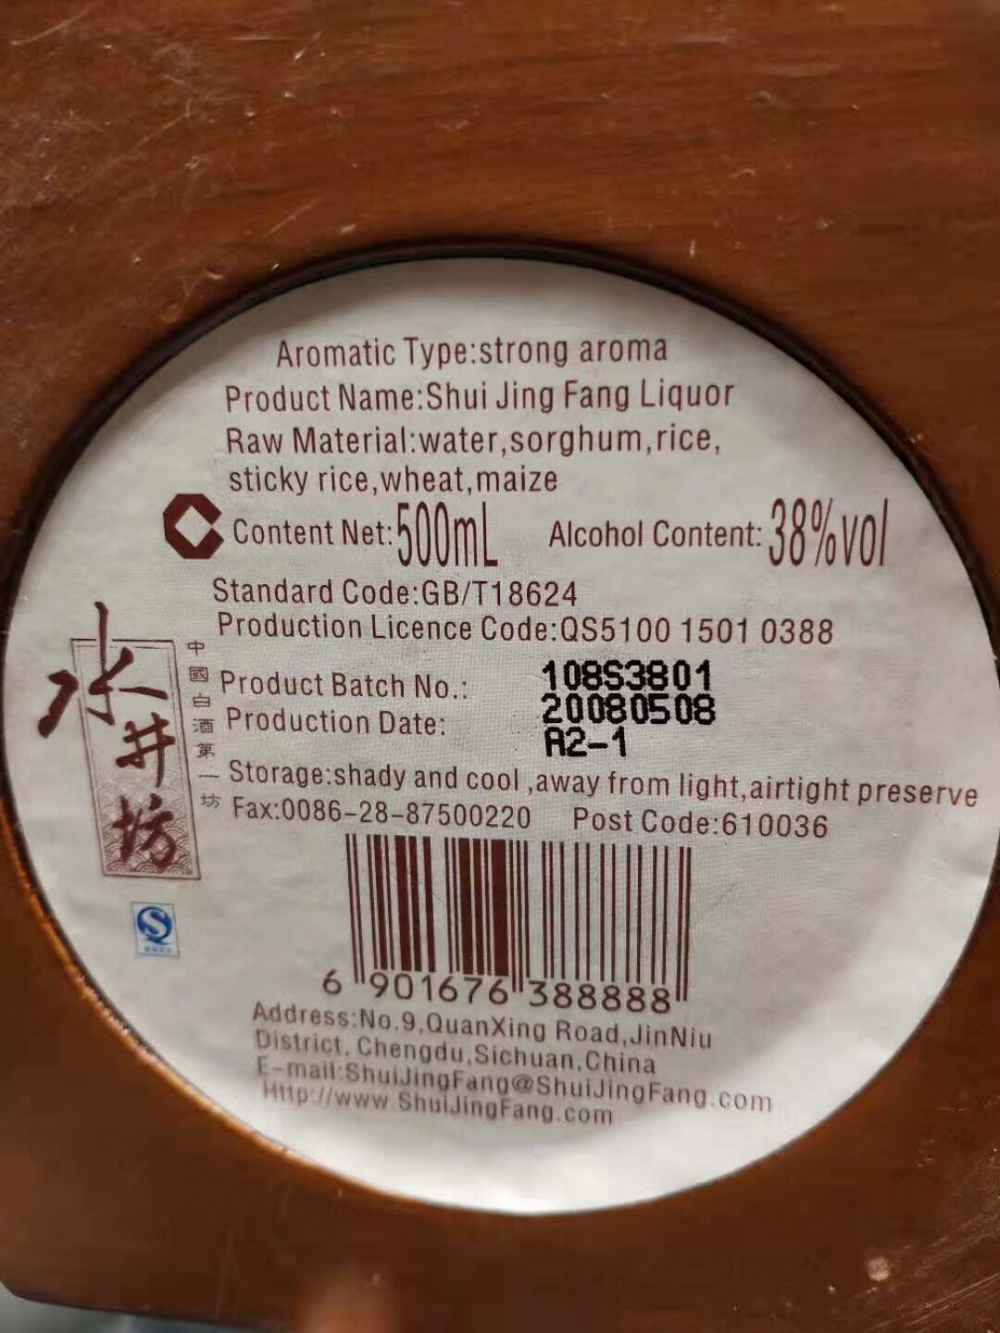 Aromatic Type:strong aroma
Product Name:Shui Jing Fang Liquor
Raw Material:water,sorghum,rice,
sticky rice,wheat,maize
Content Net:500mL Alcohol Content:38%vol
Standard Code:GB/T18624
Production Licence Code:QS5100 1501 0388
Product Batch No.: 108S3801
Production Date: 20080508
A2-1
Storage:shady and cool ,away from light,airtight preserve
Fax:0086-28-87500220 Post Code:610036
水井坊
中國白酒第一坊
6 901676 388888
Address:No.9,QuanXing Road,JinNiu
District, Chengdu,Sichuan,China
E-mail:ShuiJingFang@ShuiJingFang.com
Http://www.ShuiJingFang.com